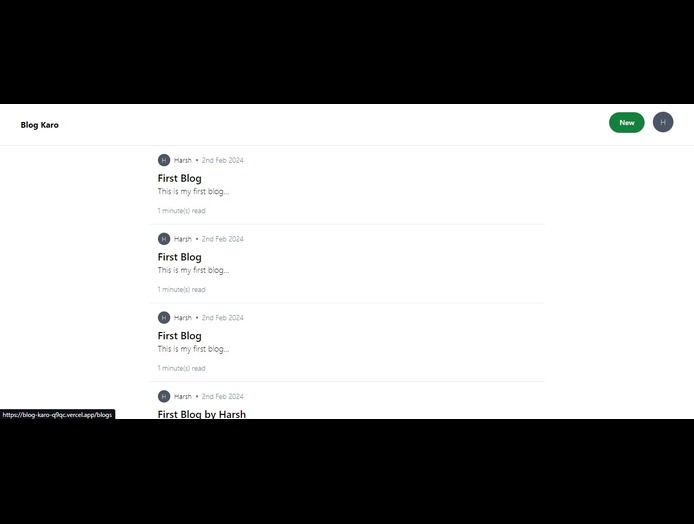 Blog Karo
New
H
H Harsh • 2nd Feb 2024
First Blog
This is my first blog...
1 minute(s) read
H Harsh • 2nd Feb 2024
First Blog
This is my first blog...
1 minute(s) read
H Harsh • 2nd Feb 2024
First Blog
This is my first blog...
1 minute(s) read
H Harsh • 2nd Feb 2024
First Blog by Harsh
https://blog-karo-q9qc.vercel.app/blogs